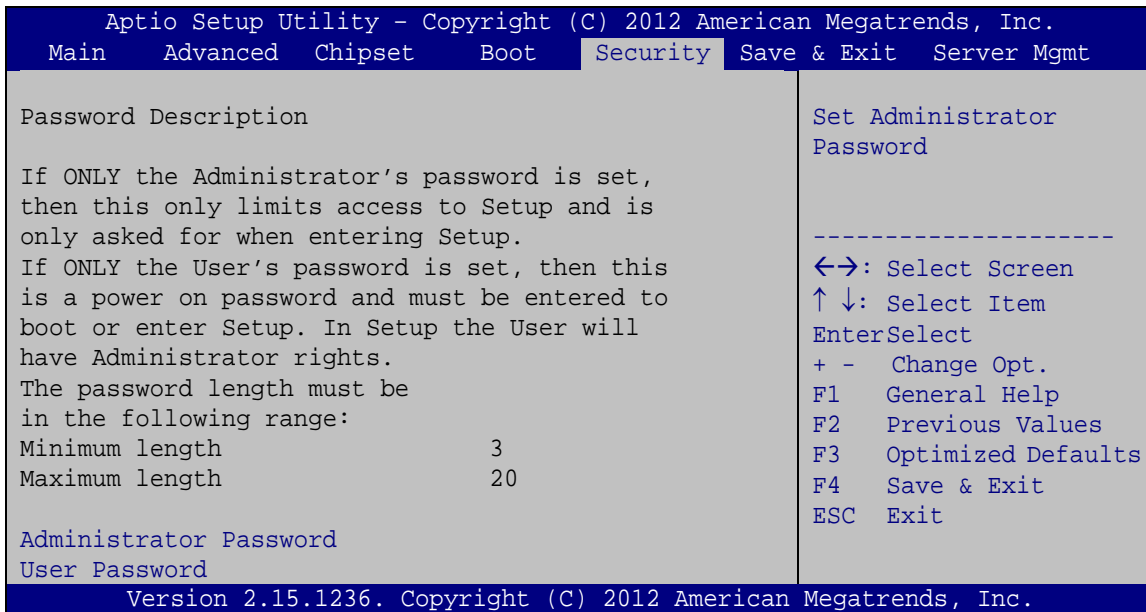 Aptio Setup Utility – Copyright (C) 2012 American Megatrends, Inc.
Main Advanced Chipset Boot Security Save & Exit Server Mgmt
Password Description
If ONLY the Administrator’s password is set,
then this only limits access to Setup and is
only asked for when entering Setup.
If ONLY the User’s password is set, then this
is a power on password and must be entered to
boot or enter Setup. In Setup the User will
have Administrator rights.
The password length must be
in the following range:
Minimum length 3
Maximum length 20
Administrator Password
User Password
Set Administrator
Password
---------------------
←→: Select Screen
↑ ↓: Select Item
EnterSelect
+ - Change Opt.
F1 General Help
F2 Previous Values
F3 Optimized Defaults
F4 Save & Exit
ESC Exit
Version 2.15.1236. Copyright (C) 2012 American Megatrends, Inc.